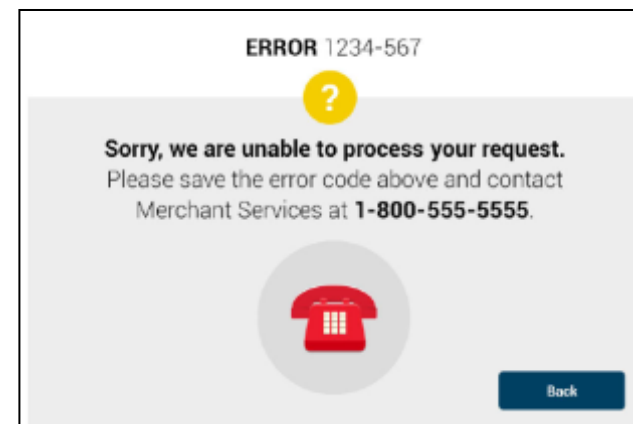 ERROR 1234-567
?
Sorry, we are unable to process your request.
Please save the error code above and contact
Merchant Services at 1-800-555-5555.
Back